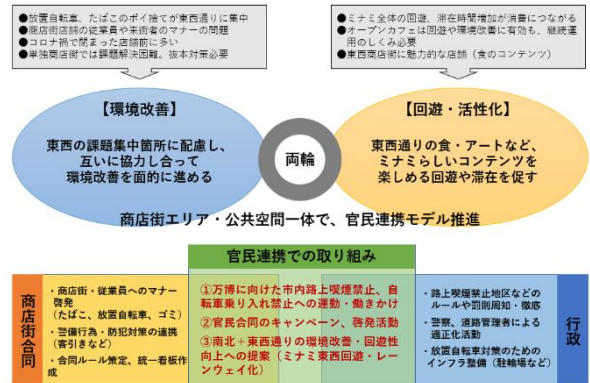 ●放置自転車、たばこのポイ捨てが東西通りに集中
●商店街店舗の従業員や来街者のマナーの問題
●コロナ禍で閉まった店舗前に多い
●単独商店街では課題解決困難。抜本対策必要
●ミナミ全体の回遊、滞在時間増加が消費につながる
●オープンカフェは回遊や環境改善に有効も、継続運
用のしくみ必要
●東西商店街に魅力的な店舗（食のコンテンツ）
【環境改善】
東西の課題集中箇所に配慮し、
互いに協力し合って
環境改善を面的に進める
両輪
【回遊・活性化】
東西通りの食・アートなど、
ミナミらしいコンテンツを
楽しめる回遊や滞在を促す
商店街エリア・公共空間一体で、官民連携モデル推進
官民連携での取り組み
商店街合同
・商店街・従業員へのマナー
啓発
（たばこ、放置自転車、ゴミ）
・警備行為・防犯対策の連携
（客引きなど）
・合同ルール策定、統一看板作
成
①万博に向けた市内路上喫煙禁止、自
転車乗り入れ禁止への運動・働きかけ
②官民合同のキャンペーン、啓発活動
③南北＋東西通りの環境改善・回遊性
向上への提案（ミナミ東西回遊・レー
ンウェイ化）
・路上喫煙禁止地区などの
ルールや罰則周知・徹底
・警察、道路管理者による
適正化活動
・放置自転車対策のための
インフラ整備（駐輪場など）
行政